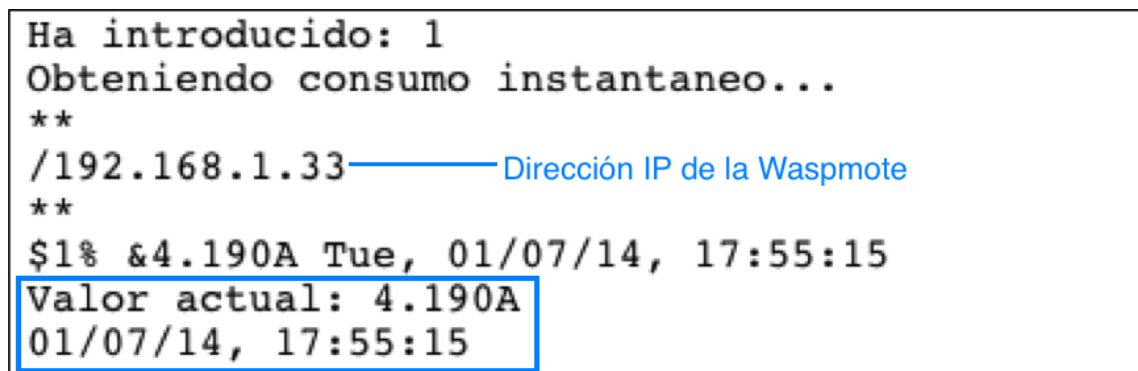 Ha introducido: 1
Obteniendo consumo instantaneo...
**
/192.168.1.33 Dirección IP de la Waspmote
**
$1% &4.190A Tue, 01/07/14, 17:55:15
Valor actual: 4.190A
01/07/14, 17:55:15